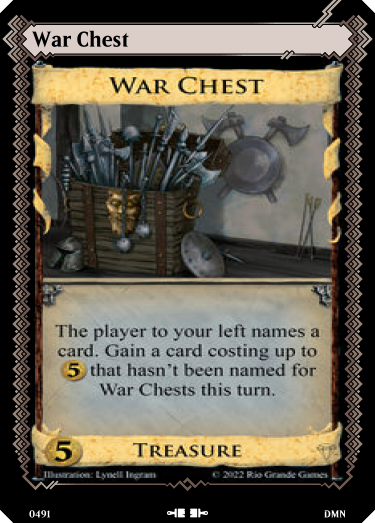 War Chest
WAR CHEST
The player to your left names a
card. Gain a card costing up to
5 that hasn't been named for
War Chests this turn.
5 TREASURE
Illustration: Lynell Ingram © 2022 Rio Grande Games
0491 DMN